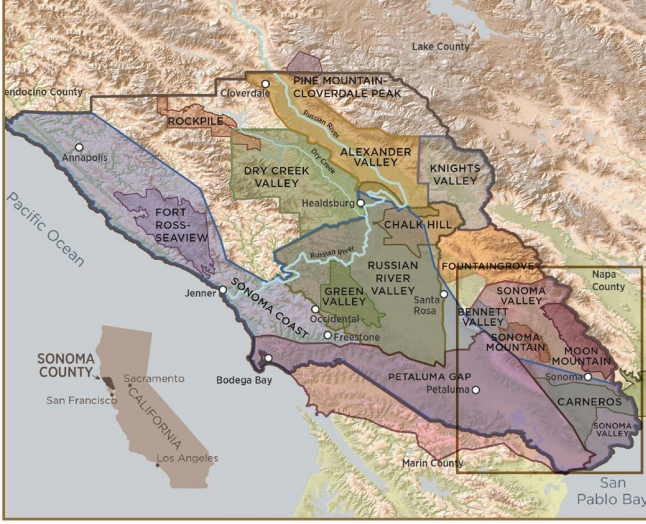 Lake County
PINE MOUNTAIN-
CLOVERDALE PEAK
Cloverdale
endocino County
ROCKPILE
Russian River
Annapolis
Dry Creek
ALEXANDER
VALLEY
DRY CREEK
VALLEY
KNIGHTS
VALLEY
Healdsburg
FORT
ROSS-
SEAVIEW
CHALK HILL
Pacific Ocean
Russian River
RUSSIAN
RIVER
VALLEY
FOUNTAINGROVE
Napa
County
Jenner
SONOMA COAST
GREEN
VALLEY
Santa
Rosa
SONOMA
VALLEY
BENNETT
VALLEY
Occidental
Freestone
SONOMA
MOUNTAIN
MOON
MOUNTAIN
Bodega Bay
PETALUMA GAP
Petaluma
Sonoma
CARNEROS
SONOMA
VALLEY
SONOMA
COUNTY
Sacramento
San Francisco
CALIFORNIA
Los Angeles
Marin County
San
Pablo Bay